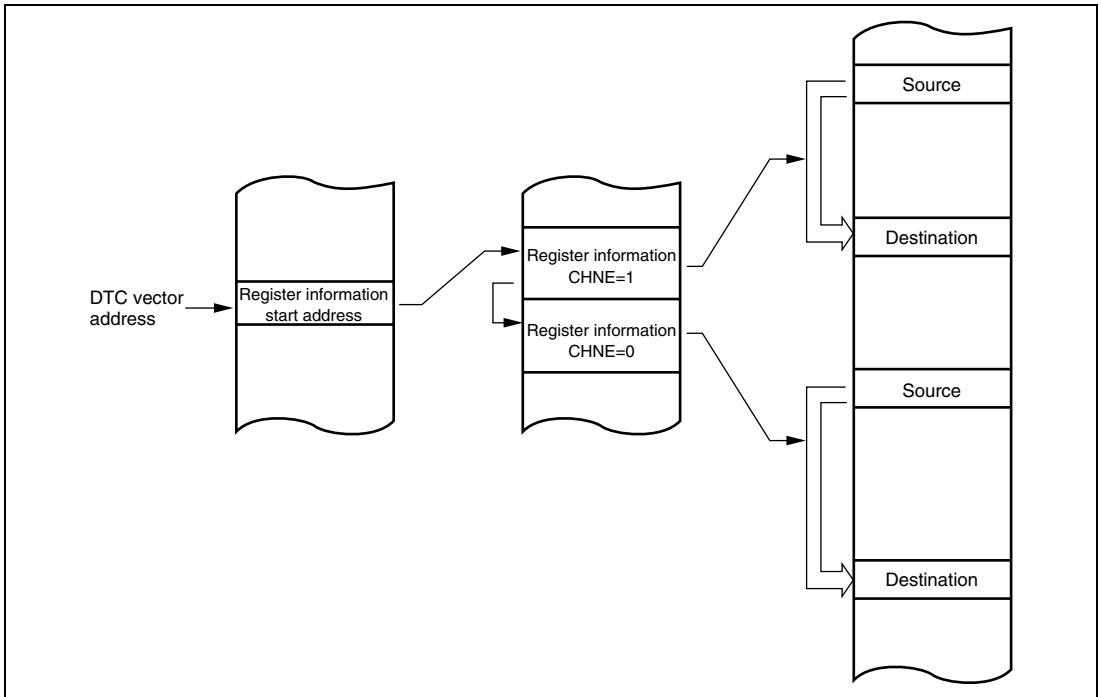 DTC vector
address
Register information
start address
Register information
CHNE=1
Register information
CHNE=0
Source
Destination
Source
Destination